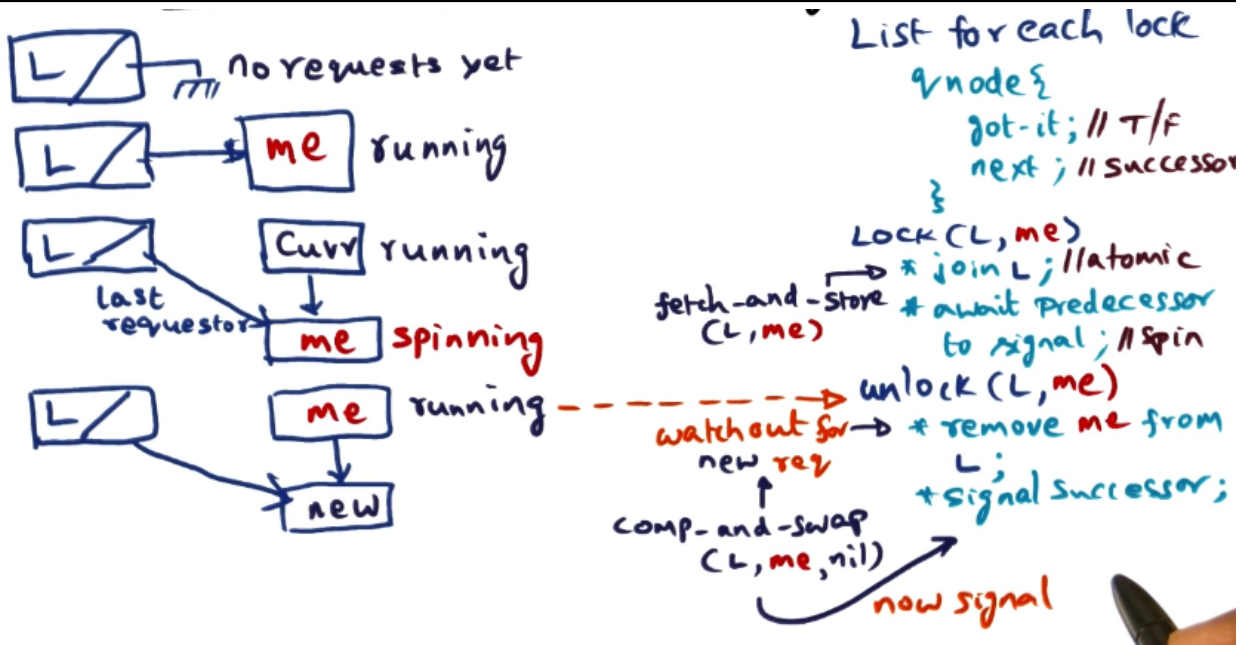 L
no requests yet
L
me
running
L
Curr
running
last
requestor
me
spinning
L
me
running
new
List for each lock
qnode{
got-it; // T/F
next ; // successor
}
LOCK (L, me)
* join L ; //atomic
* await predecessor
to signal ; // spin
fetch-and-store
(L, me)
unlock (L, me)
* remove me from
L ;
* signal successor;
watch out for
new req
comp-and-swap
(L, me, nil)
now signal